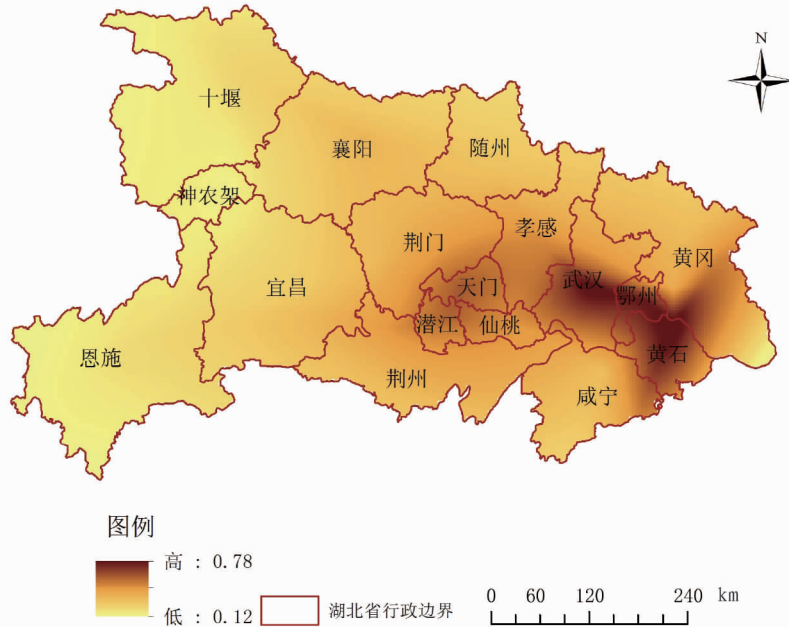 N
十堰
襄阳
随州
神农架
荆门
孝感
黄冈
宜昌
天门
武汉
鄂州
潜江
仙桃
恩施
荆州
黄石
咸宁
图例
高 : 0.78
低 : 0.12
湖北省行政边界
0 60 120 240 km